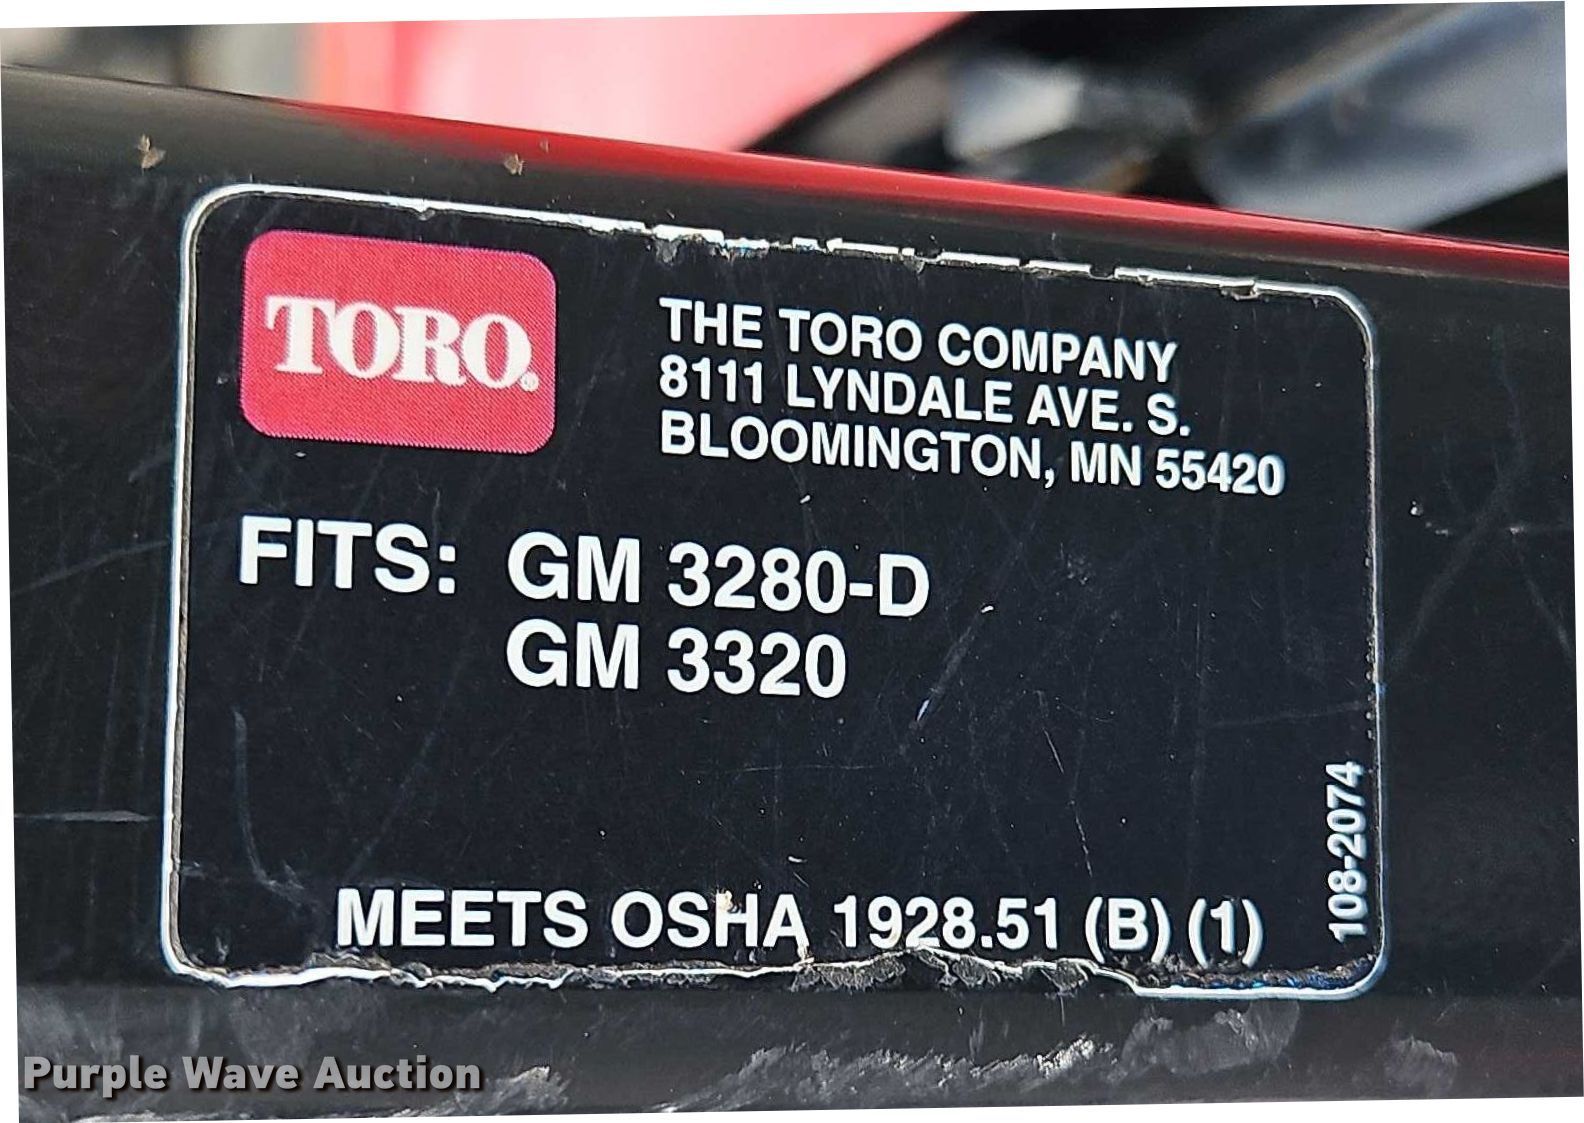 TORO®
THE TORO COMPANY
8111 LYNDALE AVE. S.
BLOOMINGTON, MN 55420
FITS: GM 3280-D
GM 3320
MEETS OSHA 1928.51 (B) (1)
108-2074
Purple Wave Auction